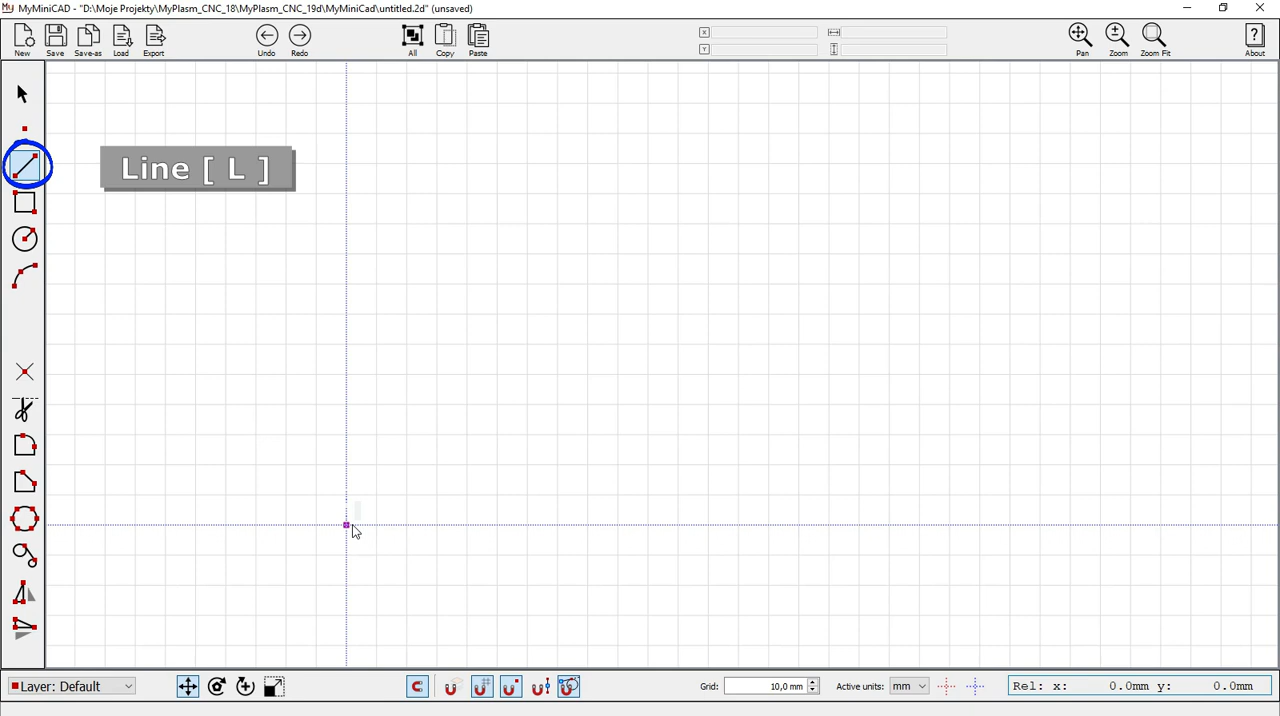 My MyMiniCAD - "D:\Moje Projekty\MyPlasm_CNC_18\MyPlasm_CNC_19d\MyMiniCad\untitled.2d" (unsaved)
New Save Save-as Load Export Undo Redo All Copy Paste X Y Pan Zoom Zoom Fit ? About
Line [ L ]
Layer: Default Grid: 10,0 mm Active units: mm Rel: x: 0.0mm y: 0.0mm